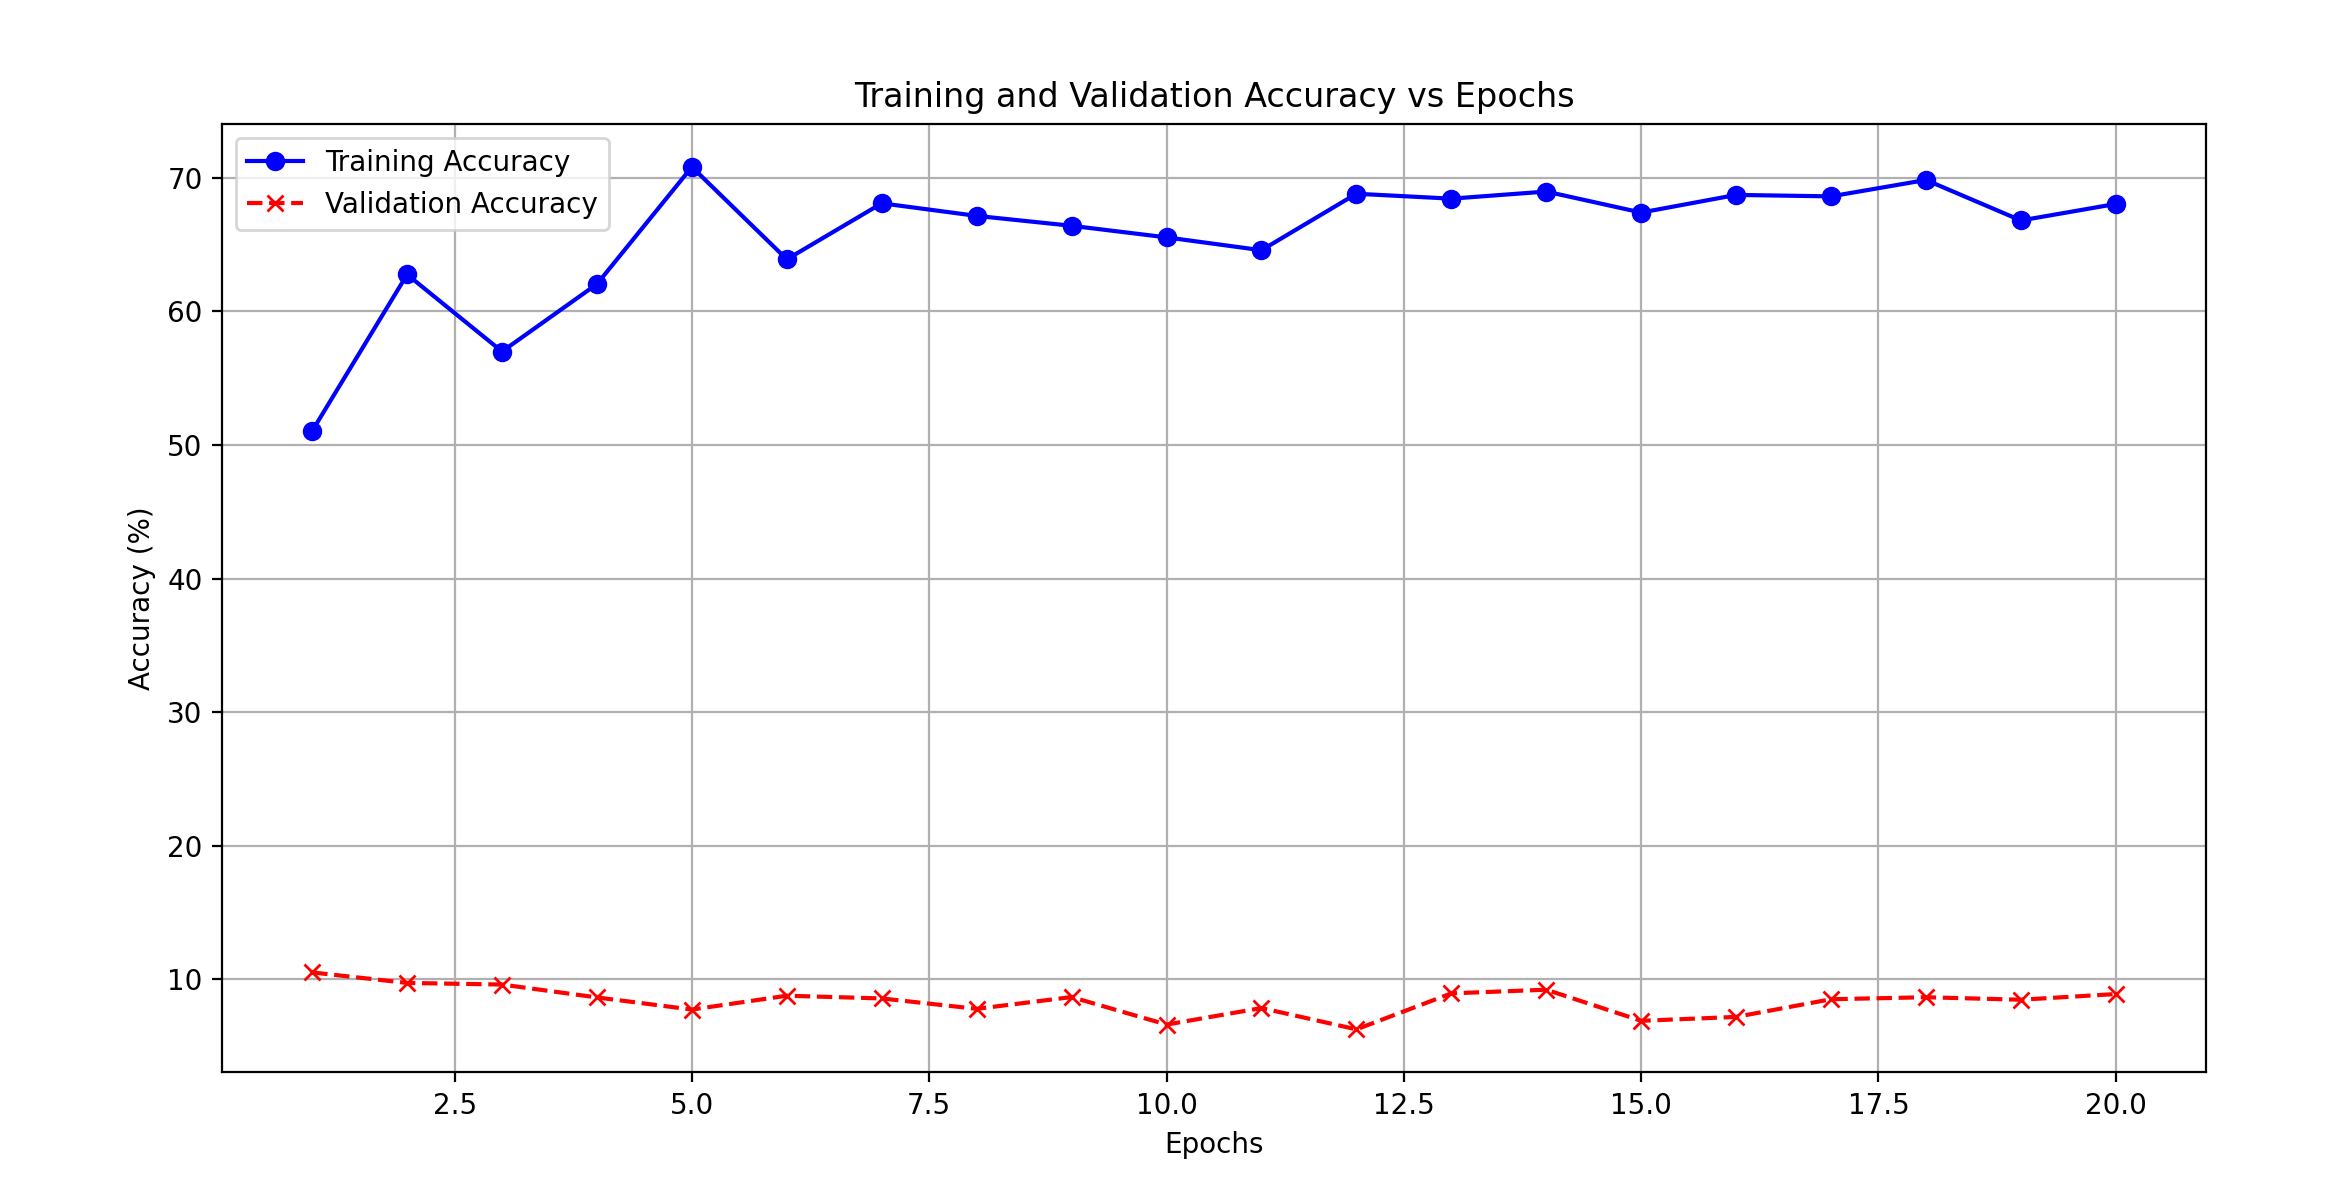 Training and Validation Accuracy vs Epochs
Training Accuracy
Validation Accuracy
Accuracy (%)
70
60
50
40
30
20
10
2.5 5.0 7.5 10.0 12.5 15.0 17.5 20.0
Epochs